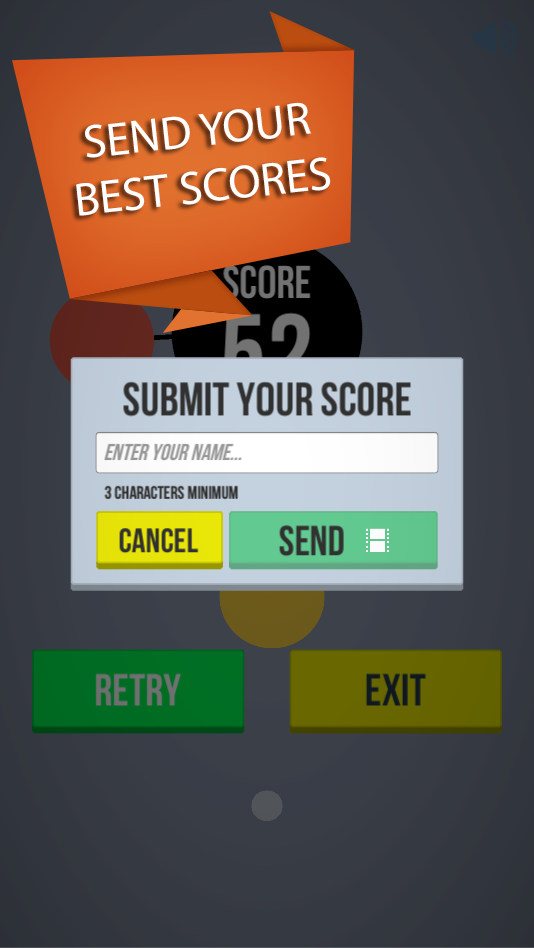 SEND YOUR
BEST SCORES
SCORE
52
SUBMIT YOUR SCORE
ENTER YOUR NAME...
3 CHARACTERS MINIMUM
CANCEL
SEND
RETRY
EXIT